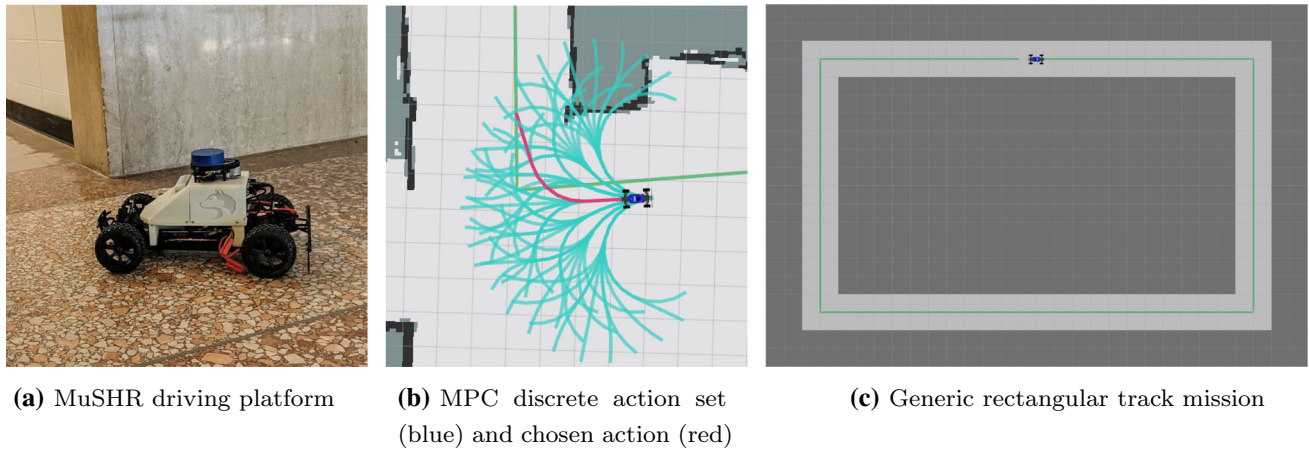 (a) MuSHR driving platform
(b) MPC discrete action set
(blue) and chosen action (red)
(c) Generic rectangular track mission